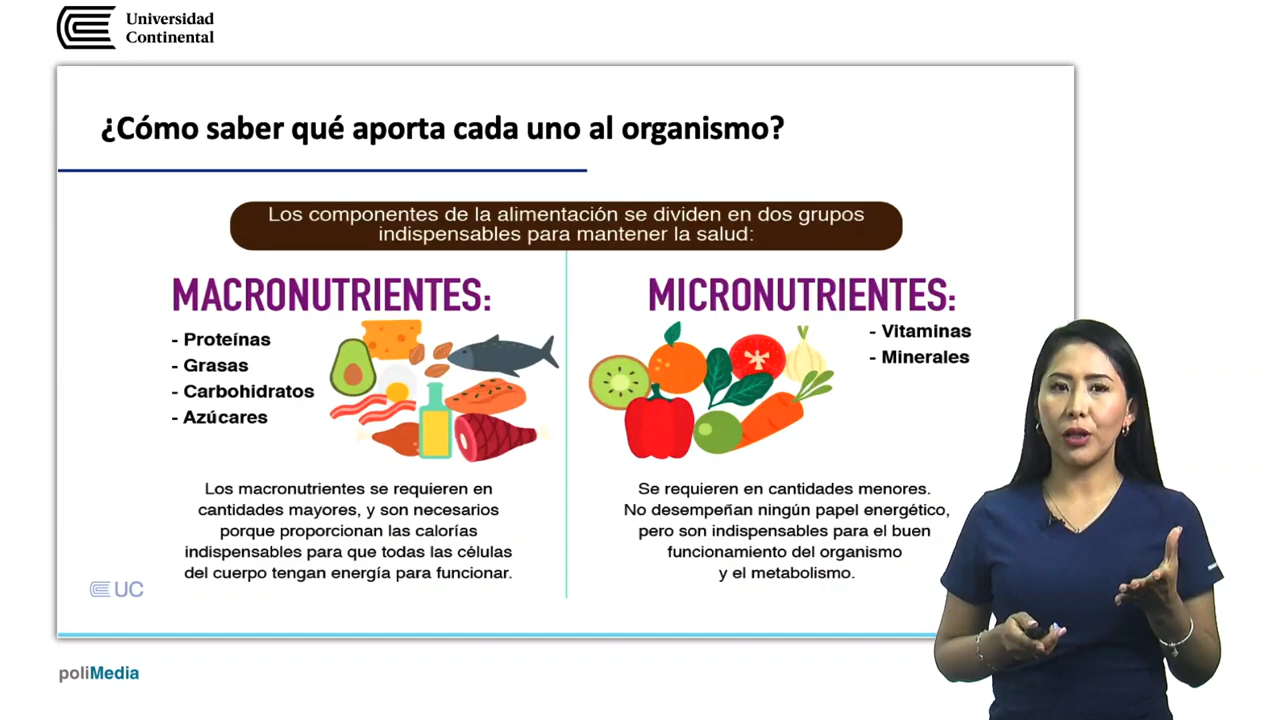 Universidad
Continental
¿Cómo saber qué aporta cada uno al organismo?
Los componentes de la alimentación se dividen en dos grupos
indispensables para mantener la salud:
MACRONUTRIENTES:
- Proteínas
- Grasas
- Carbohidratos
- Azúcares
Los macronutrientes se requieren en
cantidades mayores, y son necesarios
porque proporcionan las calorías
indispensables para que todas las células
del cuerpo tengan energía para funcionar.
MICRONUTRIENTES:
- Vitaminas
- Minerales
Se requieren en cantidades menores.
No desempeñan ningún papel energético,
pero son indispensables para el buen
funcionamiento del organismo
y el metabolismo.
UC
poliMedia